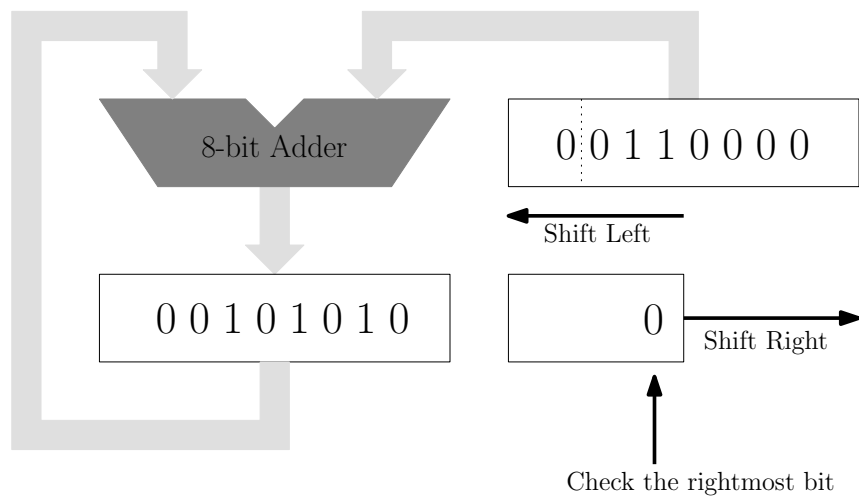 8-bit Adder
0 0 1 1 0 0 0 0
Shift Left
0 0 1 0 1 0 1 0
0
Shift Right
Check the rightmost bit